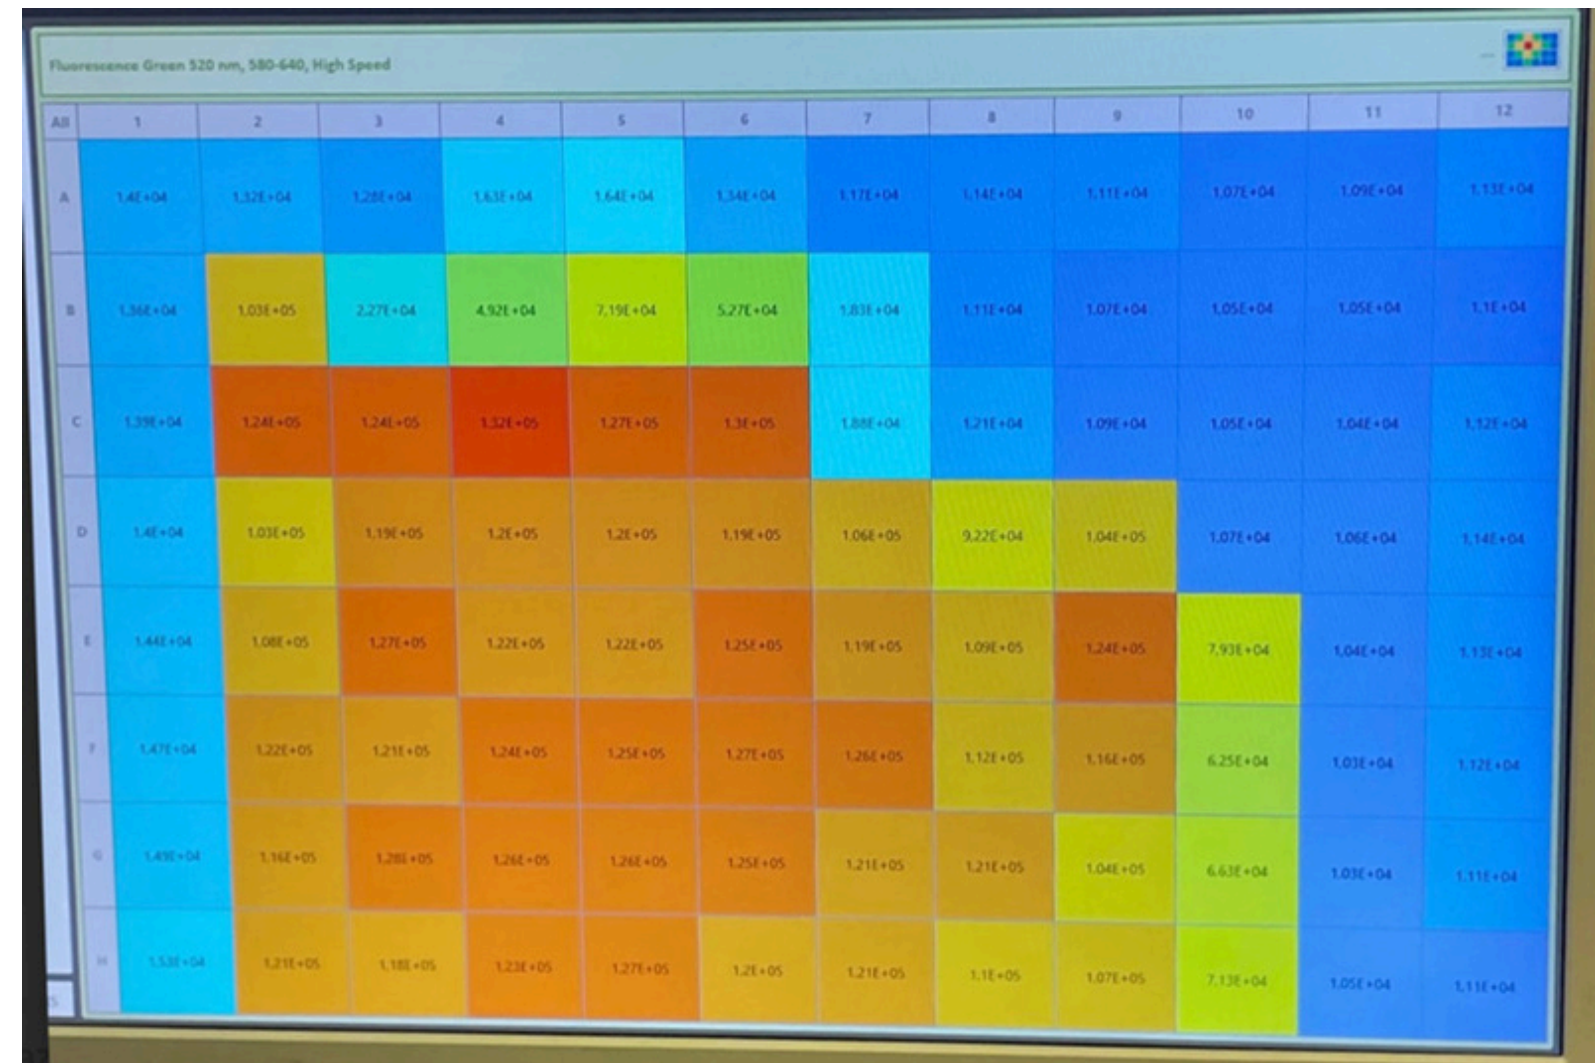 Fluorescence Green 520 nm, 580-640, High Speed
All 1 2 3 4 5 6 7 8 9 10 11 12
A 1.4E+04 1.32E+04 1.28E+04 1.63E+04 1.64E+04 1.34E+04 1.17E+04 1.14E+04 1.11E+04 1.07E+04 1.09E+04 1.13E+04
B 1.36E+04 1.03E+05 2.27E+04 4.92E+04 7.19E+04 5.27E+04 1.83E+04 1.11E+04 1.07E+04 1.05E+04 1.05E+04 1.1E+04
C 1.39E+04 1.24E+05 1.24E+05 1.32E+05 1.27E+05 1.3E+05 1.88E+04 1.21E+04 1.09E+04 1.05E+04 1.04E+04 1.12E+04
D 1.4E+04 1.03E+05 1.19E+05 1.2E+05 1.2E+05 1.19E+05 1.06E+05 9.22E+04 1.04E+05 1.07E+04 1.06E+04 1.14E+04
E 1.44E+04 1.08E+05 1.27E+05 1.22E+05 1.22E+05 1.25E+05 1.19E+05 1.09E+05 1.24E+05 7.93E+04 1.04E+04 1.13E+04
F 1.47E+04 1.22E+05 1.21E+05 1.24E+05 1.25E+05 1.27E+05 1.26E+05 1.12E+05 1.16E+05 6.25E+04 1.03E+04 1.12E+04
G 1.49E+04 1.16E+05 1.28E+05 1.26E+05 1.26E+05 1.25E+05 1.21E+05 1.21E+05 1.04E+05 6.63E+04 1.03E+04 1.11E+04
H 1.53E+04 1.21E+05 1.18E+05 1.23E+05 1.27E+05 1.2E+05 1.21E+05 1.1E+05 1.07E+05 7.13E+04 1.05E+04 1.11E+04